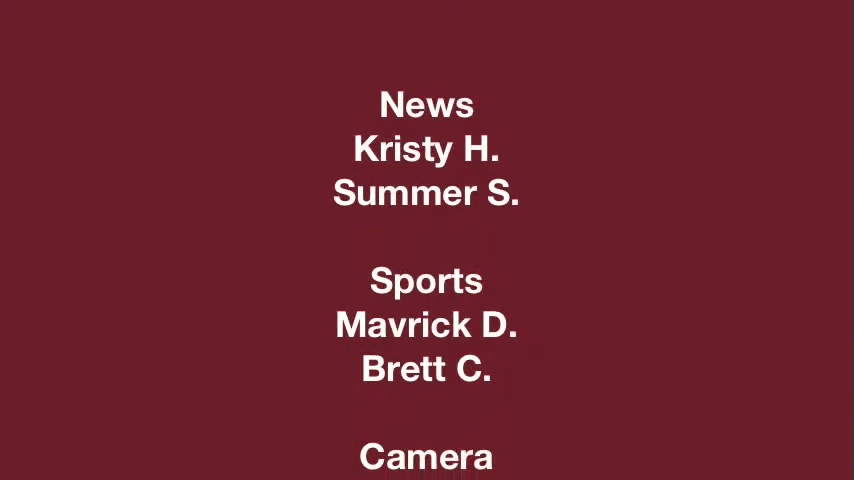 News
Kristy H.
Summer S.
Sports
Mavrick D.
Brett C.
Camera